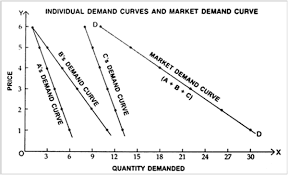 INDIVIDUAL DEMAND CURVES AND MARKET DEMAND CURVE
Y
D
6
5
4
3
2
1
O
PRICE
A's DEMAND CURVE
B's DEMAND CURVE
C's DEMAND CURVE
MARKET DEMAND CURVE
(A + B + C)
D
X
3 6 9 12 15 18 21 24 27 30
QUANTITY DEMANDED